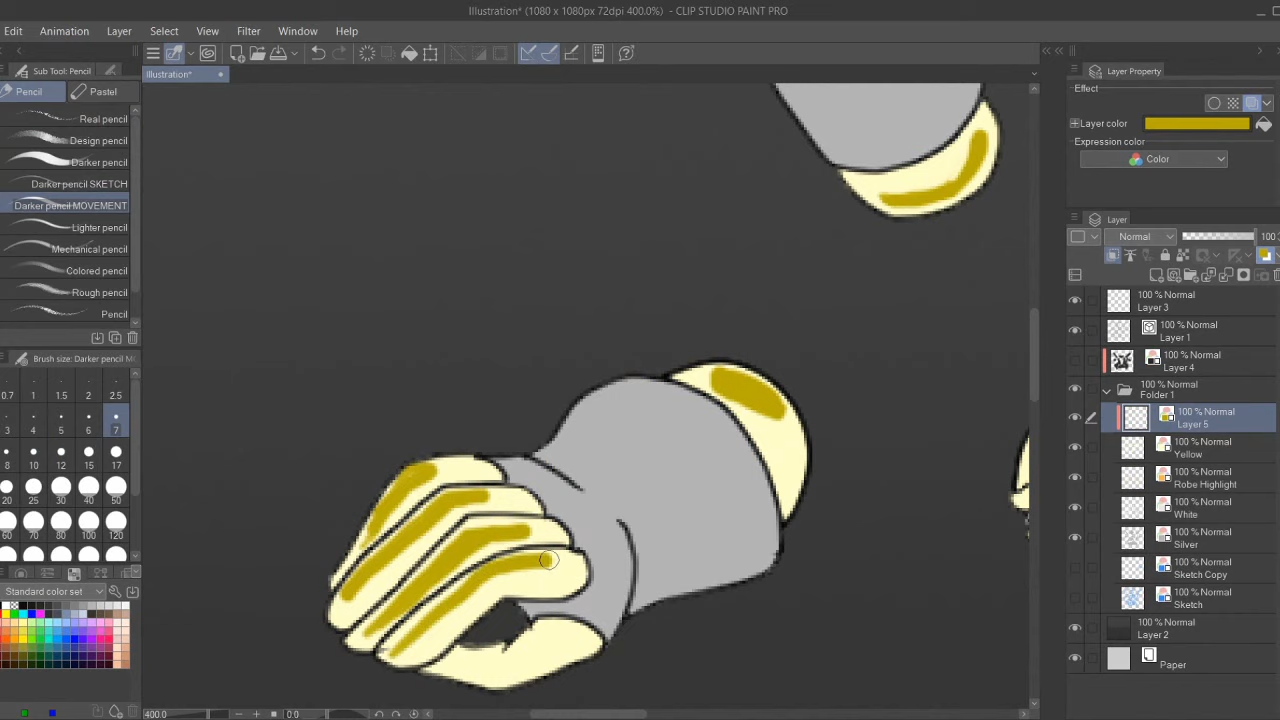 Illustration* (1080 x 1080px 72dpi 400.0%) - CLIP STUDIO PAINT PRO
Edit Animation Layer Select View Filter Window Help
Sub Tool: Pencil
Illustration*
Pencil Pastel
Real pencil
Design pencil
Darker pencil
Darker pencil SKETCH
Darker pencil MOVEMENT
Lighter pencil
Mechanical pencil
Colored pencil
Rough pencil
Pencil
Brush size: Darker pencil MO
0.7 1 1.5 2 2.5
3 4 5 6 7
8 10 12 15 17
20 25 30 40 50
60 70 80 100 120
Standard color set
400.0
0.0
Layer Property
Effect
Layer color
Expression color
Color
Layer
Normal 100
100 % Normal
Layer 3
100 % Normal
Layer 1
100 % Normal
Layer 4
100 % Normal
Folder 1
100 % Normal
Layer 5
100 % Normal
Yellow
100 % Normal
Robe Highlight
100 % Normal
White
100 % Normal
Silver
100 % Normal
Sketch Copy
100 % Normal
Sketch
100 % Normal
Layer 2
Paper